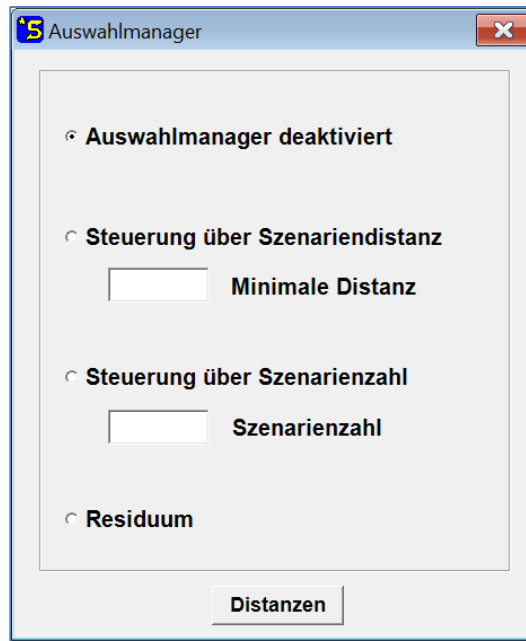 Auswahlmanager
Auswahlmanager deaktiviert
Steuerung über Szenariendistanz
Minimale Distanz
Steuerung über Szenarienzahl
Szenarienzahl
Residuum
Distanzen